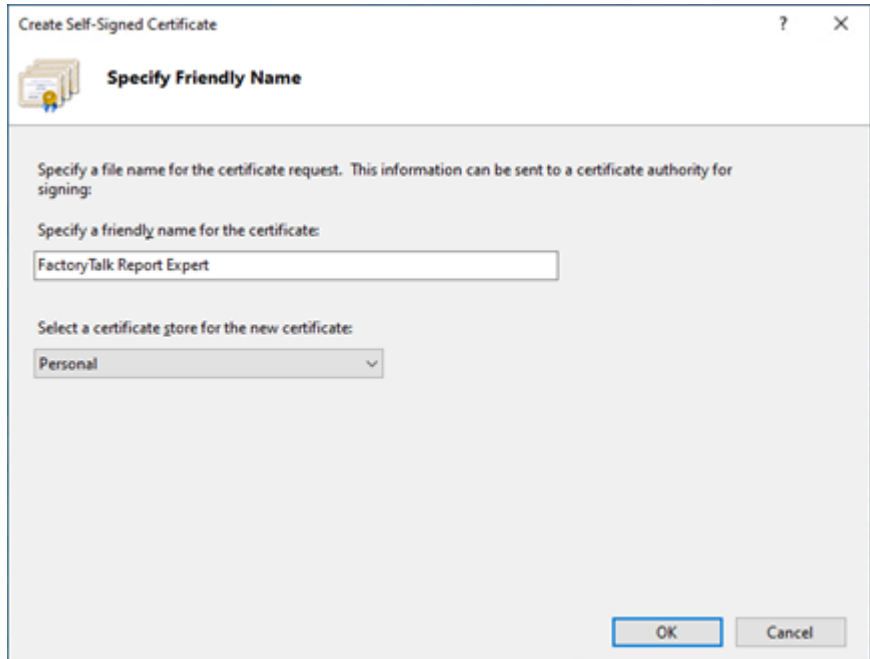 Create Self-Signed Certificate
?
Specify Friendly Name
Specify a file name for the certificate request.  This information can be sent to a certificate authority for
signing:
Specify a friendly name for the certificate:
FactoryTalk Report Expert
Select a certificate store for the new certificate:
Personal
OK
Cancel